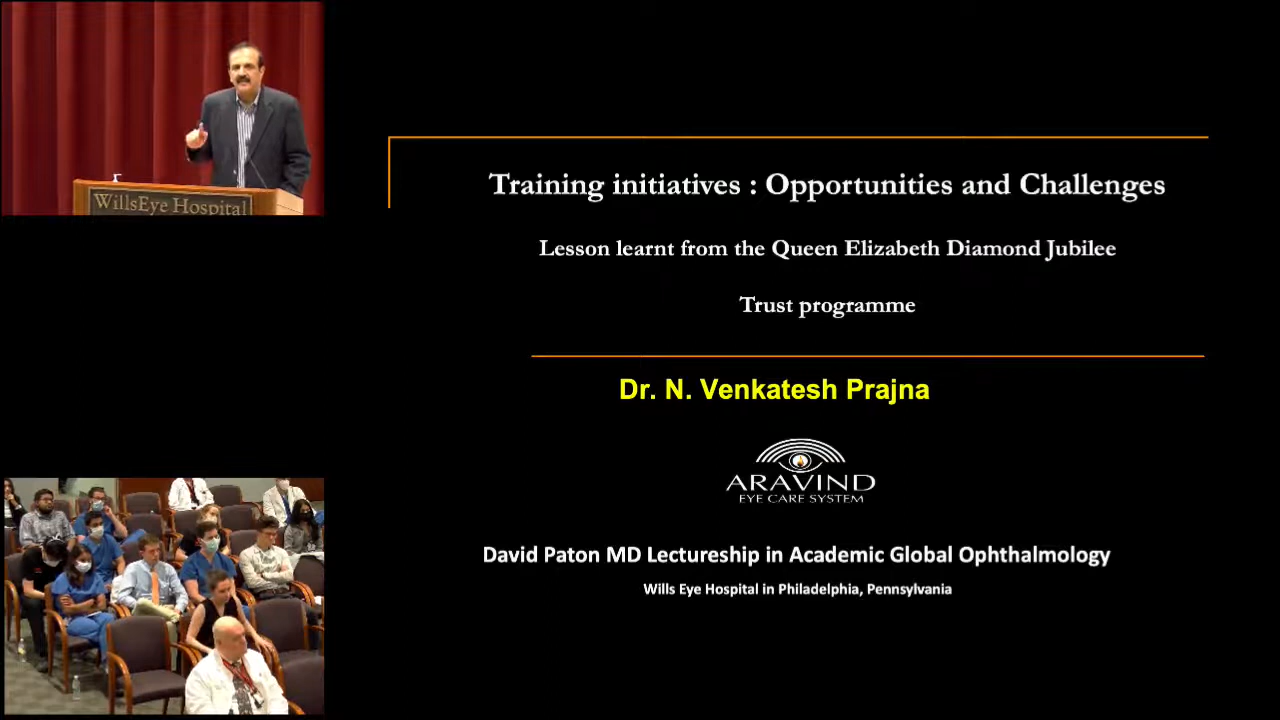 WillsEye Hospital
Training initiatives : Opportunities and Challenges
Lesson learnt from the Queen Elizabeth Diamond Jubilee
Trust programme
Dr. N. Venkatesh Prajna
ARAVIND
EYE CARE SYSTEM
David Paton MD Lectureship in Academic Global Ophthalmology
Wills Eye Hospital in Philadelphia, Pennsylvania